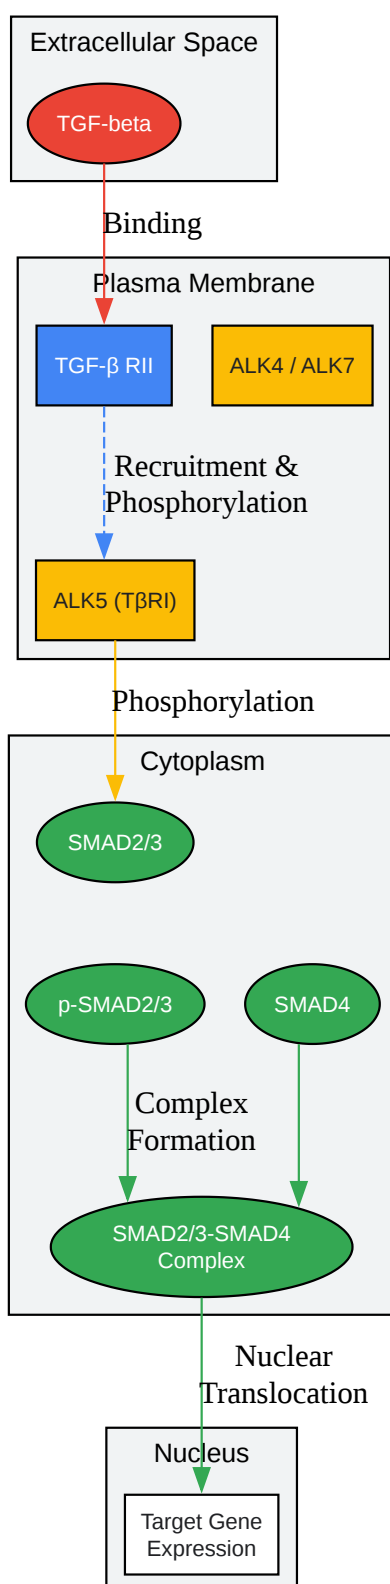 Extracellular Space
TGF-beta
Binding
Plasma Membrane
TGF-β RII
ALK4 / ALK7
Recruitment &
Phosphorylation
ALK5 (TβRI)
Phosphorylation
Cytoplasm
SMAD2/3
p-SMAD2/3
SMAD4
Complex
Formation
SMAD2/3-SMAD4
Complex
Nuclear
Translocation
Nucleus
Target Gene
Expression